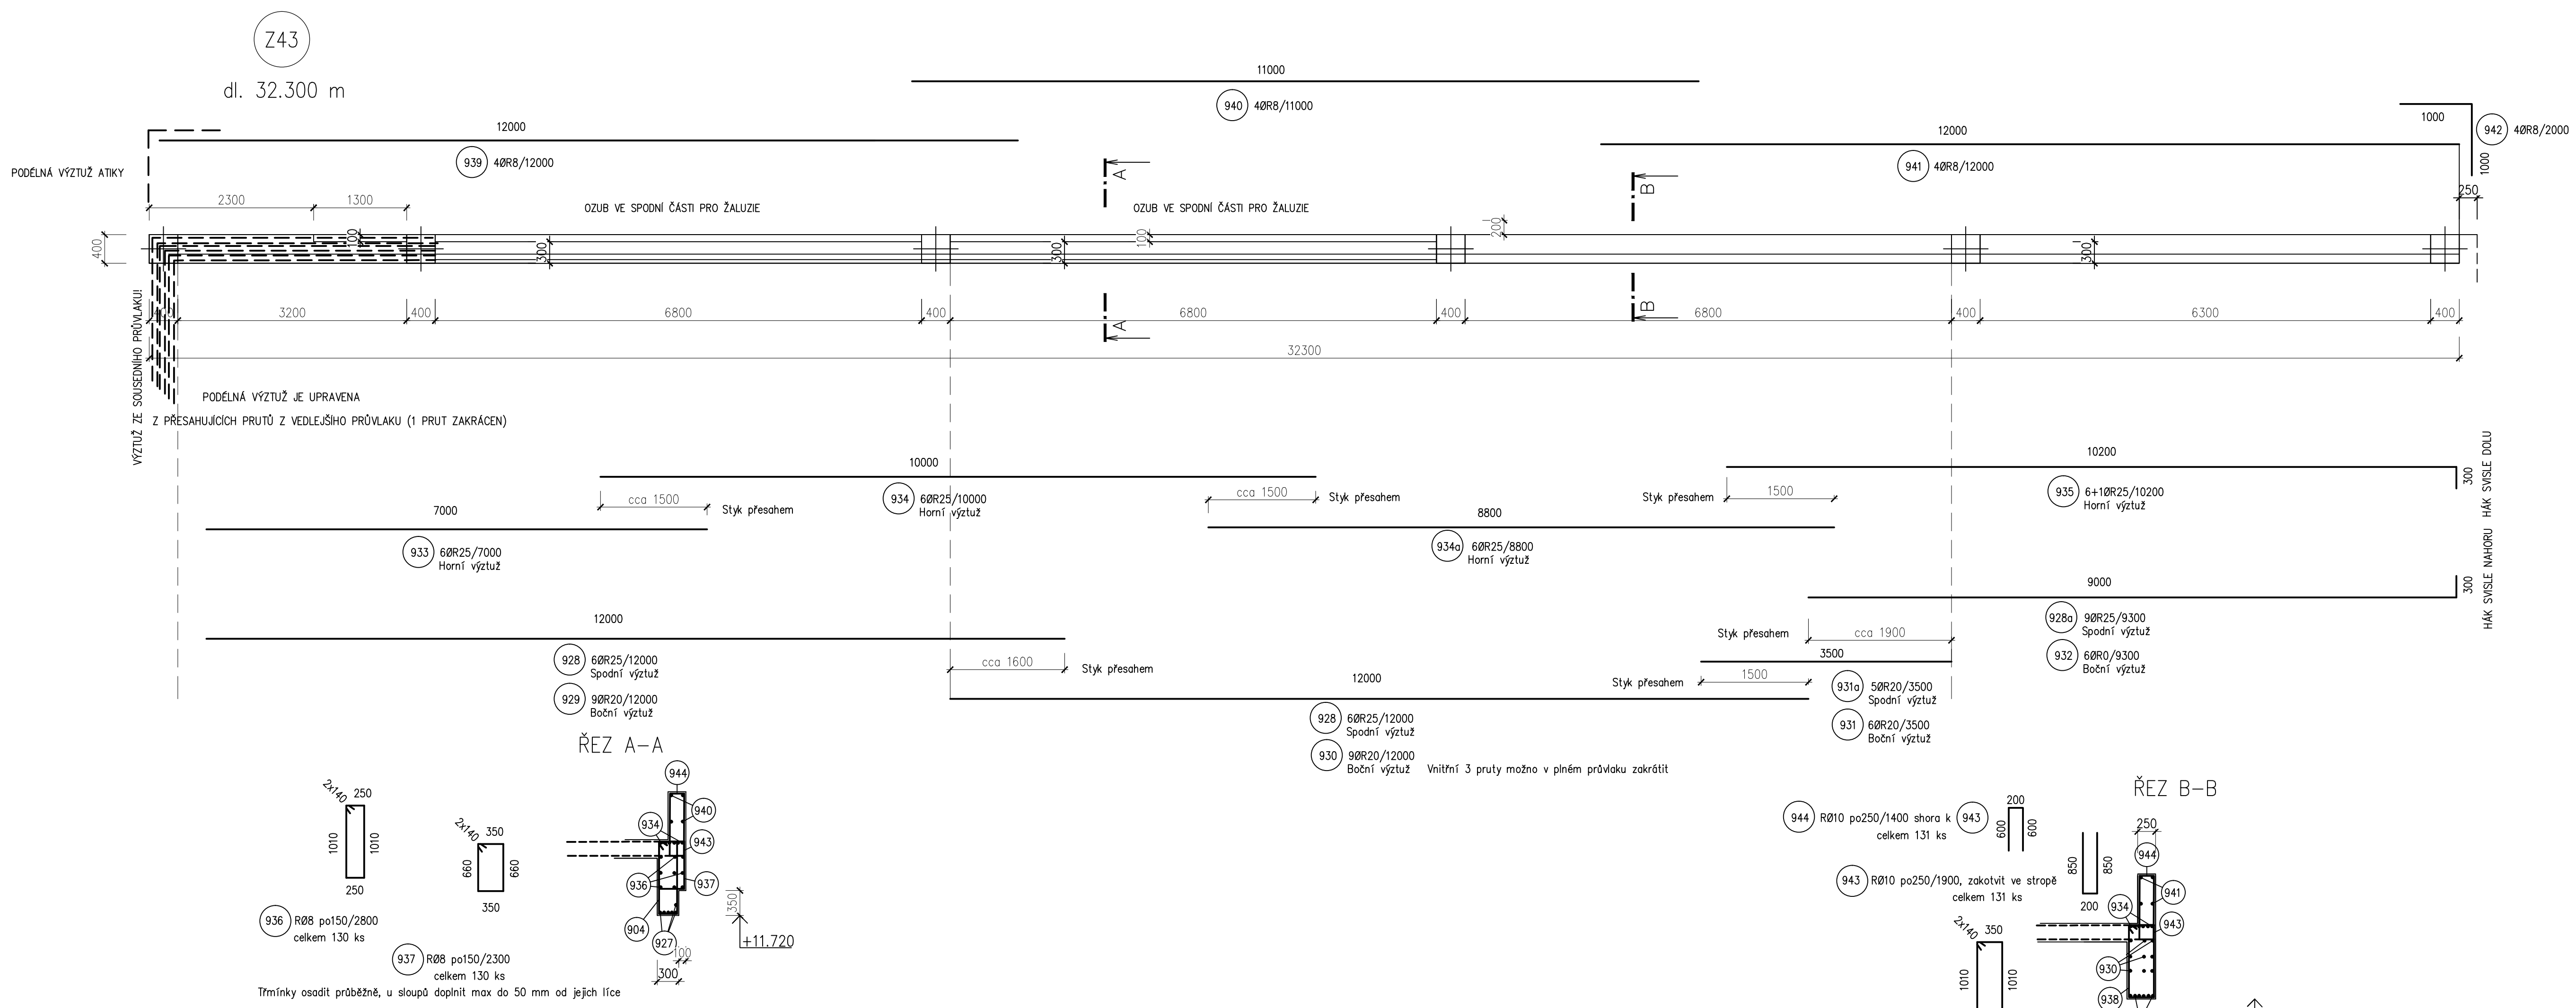 Z43
dl. 32.300 m
11000
940 4ØR8/11000
12000
939 4ØR8/12000
12000
941 4ØR8/12000
1000
942 4ØR8/2000
1000
250
PODÉLNÁ VÝZTUŽ ATIKY
2300
1300
OZUB VE SPODNÍ ČÁSTI PRO ŽALUZIE
A
OZUB VE SPODNÍ ČÁSTI PRO ŽALUZIE
B
200
400
100
300
300
100
300
3200
400
6800
400
6800
400
6800
400
6300
400
A
B
32300
VÝZTUŽ ZE SOUSEDNÍHO PRŮVLAKU!
PODÉLNÁ VÝZTUŽ JE UPRAVENA
Z PŘESAHUJÍCÍCH PRUTŮ Z VEDLEJŠÍHO PRŮVLAKU (1 PRUT ZAKRÁCEN)
10000
934 6ØR25/10000
Horní výztuž
cca 1500
Styk přesahem
cca 1500
Styk přesahem
Styk přesahem
1500
10200
935 6+1ØR25/10200
Horní výztuž
300
HÁK SVISLE DOLU
7000
933 6ØR25/7000
Horní výztuž
8800
934a 6ØR25/8800
Horní výztuž
9000
300
HÁK SVISLE NAHORU
928a 9ØR25/9300
Spodní výztuž
932 6ØR0/9300
Boční výztuž
12000
928 6ØR25/12000
Spodní výztuž
929 9ØR20/12000
Boční výztuž
cca 1600
Styk přesahem
Styk přesahem
cca 1900
3500
Styk přesahem
1500
931a 5ØR20/3500
Spodní výztuž
931 6ØR20/3500
Boční výztuž
12000
928 6ØR25/12000
Spodní výztuž
930 9ØR20/12000
Boční výztuž Vnitřní 3 pruty možno v plném průvlaku zakrátit
ŘEZ A-A
2x140
250
1010
1010
250
936 RØ8 po150/2800
celkem 130 ks
2x140
350
660
660
350
937 RØ8 po150/2300
celkem 130 ks
944
940
934
943
936
937
904
927
350
+11.720
100
300
Třmínky osadit průběžně, u sloupů doplnit max do 50 mm od jejich líce
ŘEZ B-B
944 RØ10 po250/1400 shora k 943
celkem 131 ks
200
600
600
943 RØ10 po250/1900, zakotvit ve stropě
celkem 131 ks
850
850
200
2x140
350
1010
1010
250
944
941
934
943
930
938